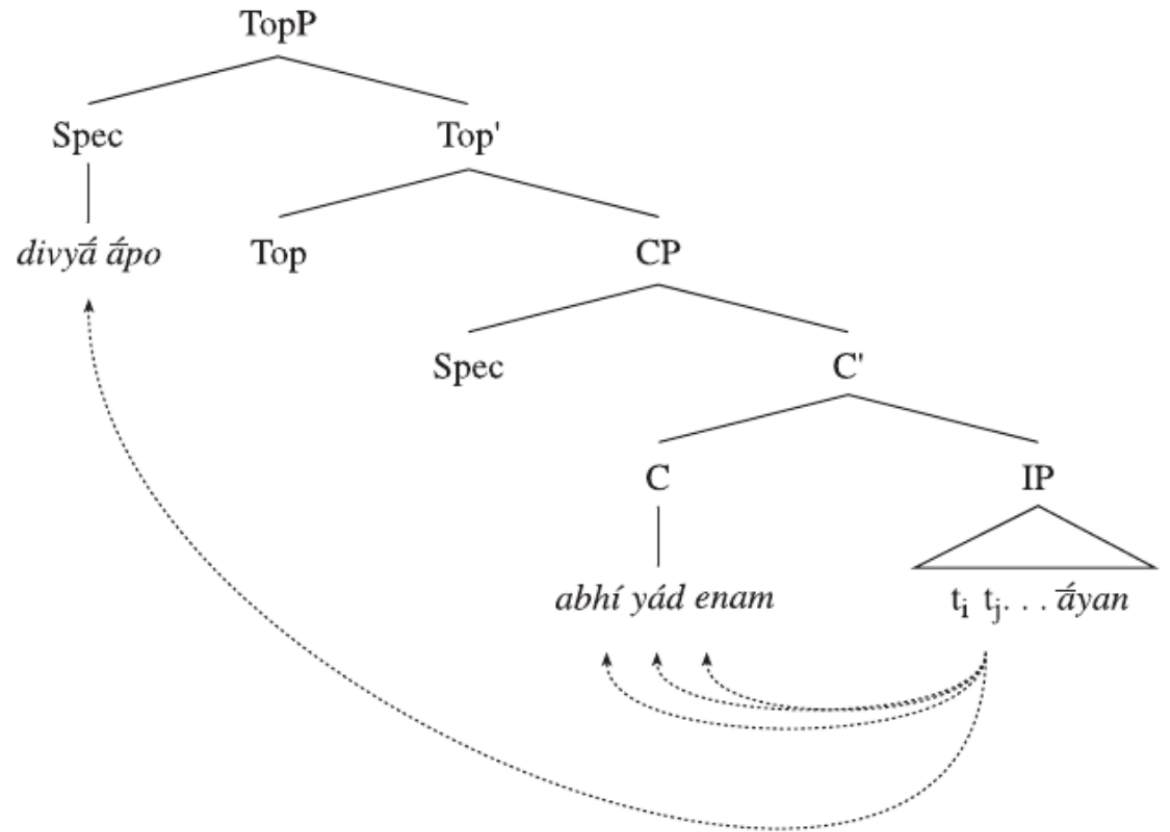 TopP
Spec Top'
divyā́ ā́po Top CP
Spec C'
C IP
abhí yád enam tᵢ tⱼ. . . ā́yan